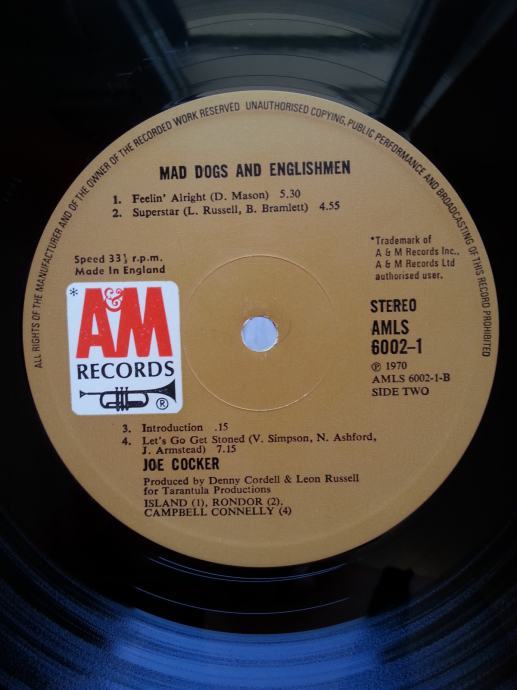 ALL RIGHTS OF THE MANUFACTURER AND OF THE OWNER OF THE RECORDED WORK RESERVED UNAUTHORISED COPYING, PUBLIC PERFORMANCE AND BROADCASTING OF THIS RECORD PROHIBITED
MAD DOGS AND ENGLISHMEN
1. Feelin' Alright (D. Mason) 5.30
2. Superstar (L. Russell, B. Bramlett) 4.55
Speed 33⅓ r.p.m.
Made In England
*Trademark of
A & M Records Inc.,
A & M Records Ltd
authorised user.
* A&M
RECORDS
®
STEREO
AMLS
6002-1
℗ 1970
AMLS 6002-1-B
SIDE TWO
3. Introduction .15
4. Let's Go Get Stoned (V. Simpson, N. Ashford,
J. Armstead) 7.15
JOE COCKER
Produced by Denny Cordell & Leon Russell
for Tarantula Productions
ISLAND (1), RONDOR (2).
CAMPBELL CONNELLY (4)